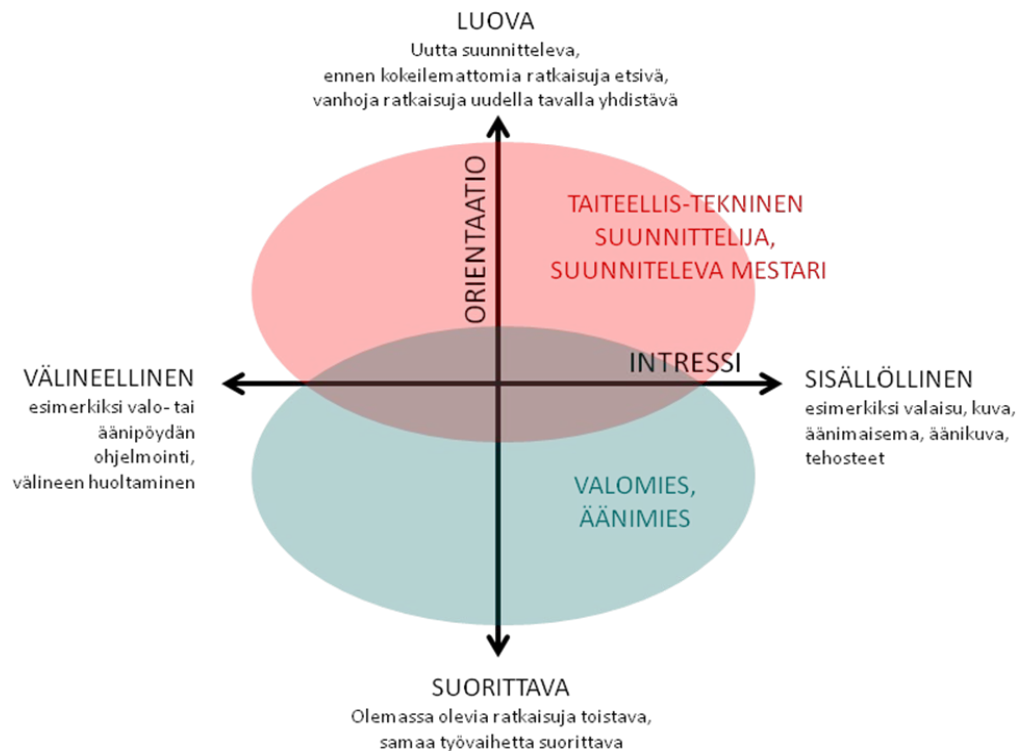 LUOVA
Uutta suunnitteleva,
ennen kokeilemattomia ratkaisuja etsivä,
vanhoja ratkaisuja uudella tavalla yhdistävä
ORIENTAATIO
TAITEELLIS-TEKNINEN
SUUNNITTELIJA,
SUUNNITELEVA MESTARI
INTRESSI
VÄLINEELLINEN
esimerkiksi valo- tai
äänipöydän
ohjelmointi,
välineen huoltaminen
SISÄLLÖLLINEN
esimerkiksi valaisu, kuva,
äänimaisema, äänikuva,
tehosteet
VALOMIES,
ÄÄNIMIES
SUORITTAVA
Olemassa olevia ratkaisuja toistava,
samaa työvaihetta suorittava